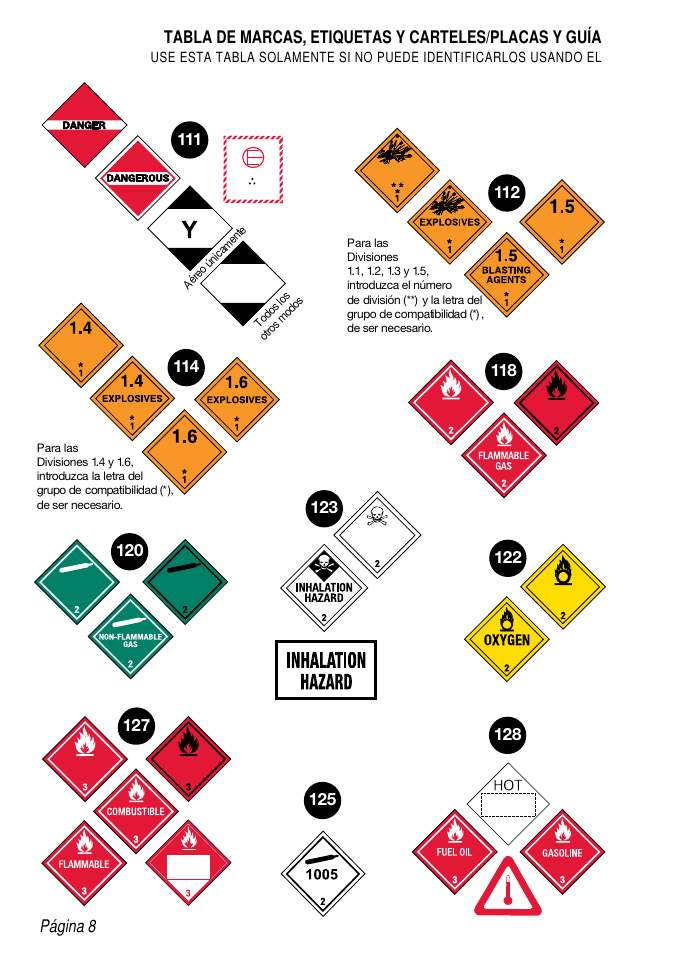 TABLA DE MARCAS, ETIQUETAS Y CARTELES/PLACAS Y GUÍA
USE ESTA TABLA SOLAMENTE SI NO PUEDE IDENTIFICARLOS USANDO EL
DANGER
111
E
DANGEROUS
Y
Aéreo únicamente
Todos los
otros modos
112
**
*
1
EXPLOSIVES
*
1
1.5
*
1
1.5
BLASTING
AGENTS
*
1
Para las
Divisiones
1.1, 1.2, 1.3 y 1.5,
introduzca el número
de división (**) y la letra del
grupo de compatibilidad (*),
de ser necesario.
114
1.4
*
1
1.4
EXPLOSIVES
*
1
1.6
EXPLOSIVES
*
1
1.6
*
1
Para las
Divisiones 1.4 y 1.6,
introduzca la letra del
grupo de compatibilidad (*),
de ser necesario.
118
2
2
FLAMMABLE
GAS
2
120
2
2
NON-FLAMMABLE
GAS
2
123
2
INHALATION
HAZARD
2
INHALATION
HAZARD
122
2
OXYGEN
2
127
3
3
COMBUSTIBLE
3
FLAMMABLE
3
3
125
1005
2
128
HOT
FUEL OIL
3
GASOLINE
3
Página 8